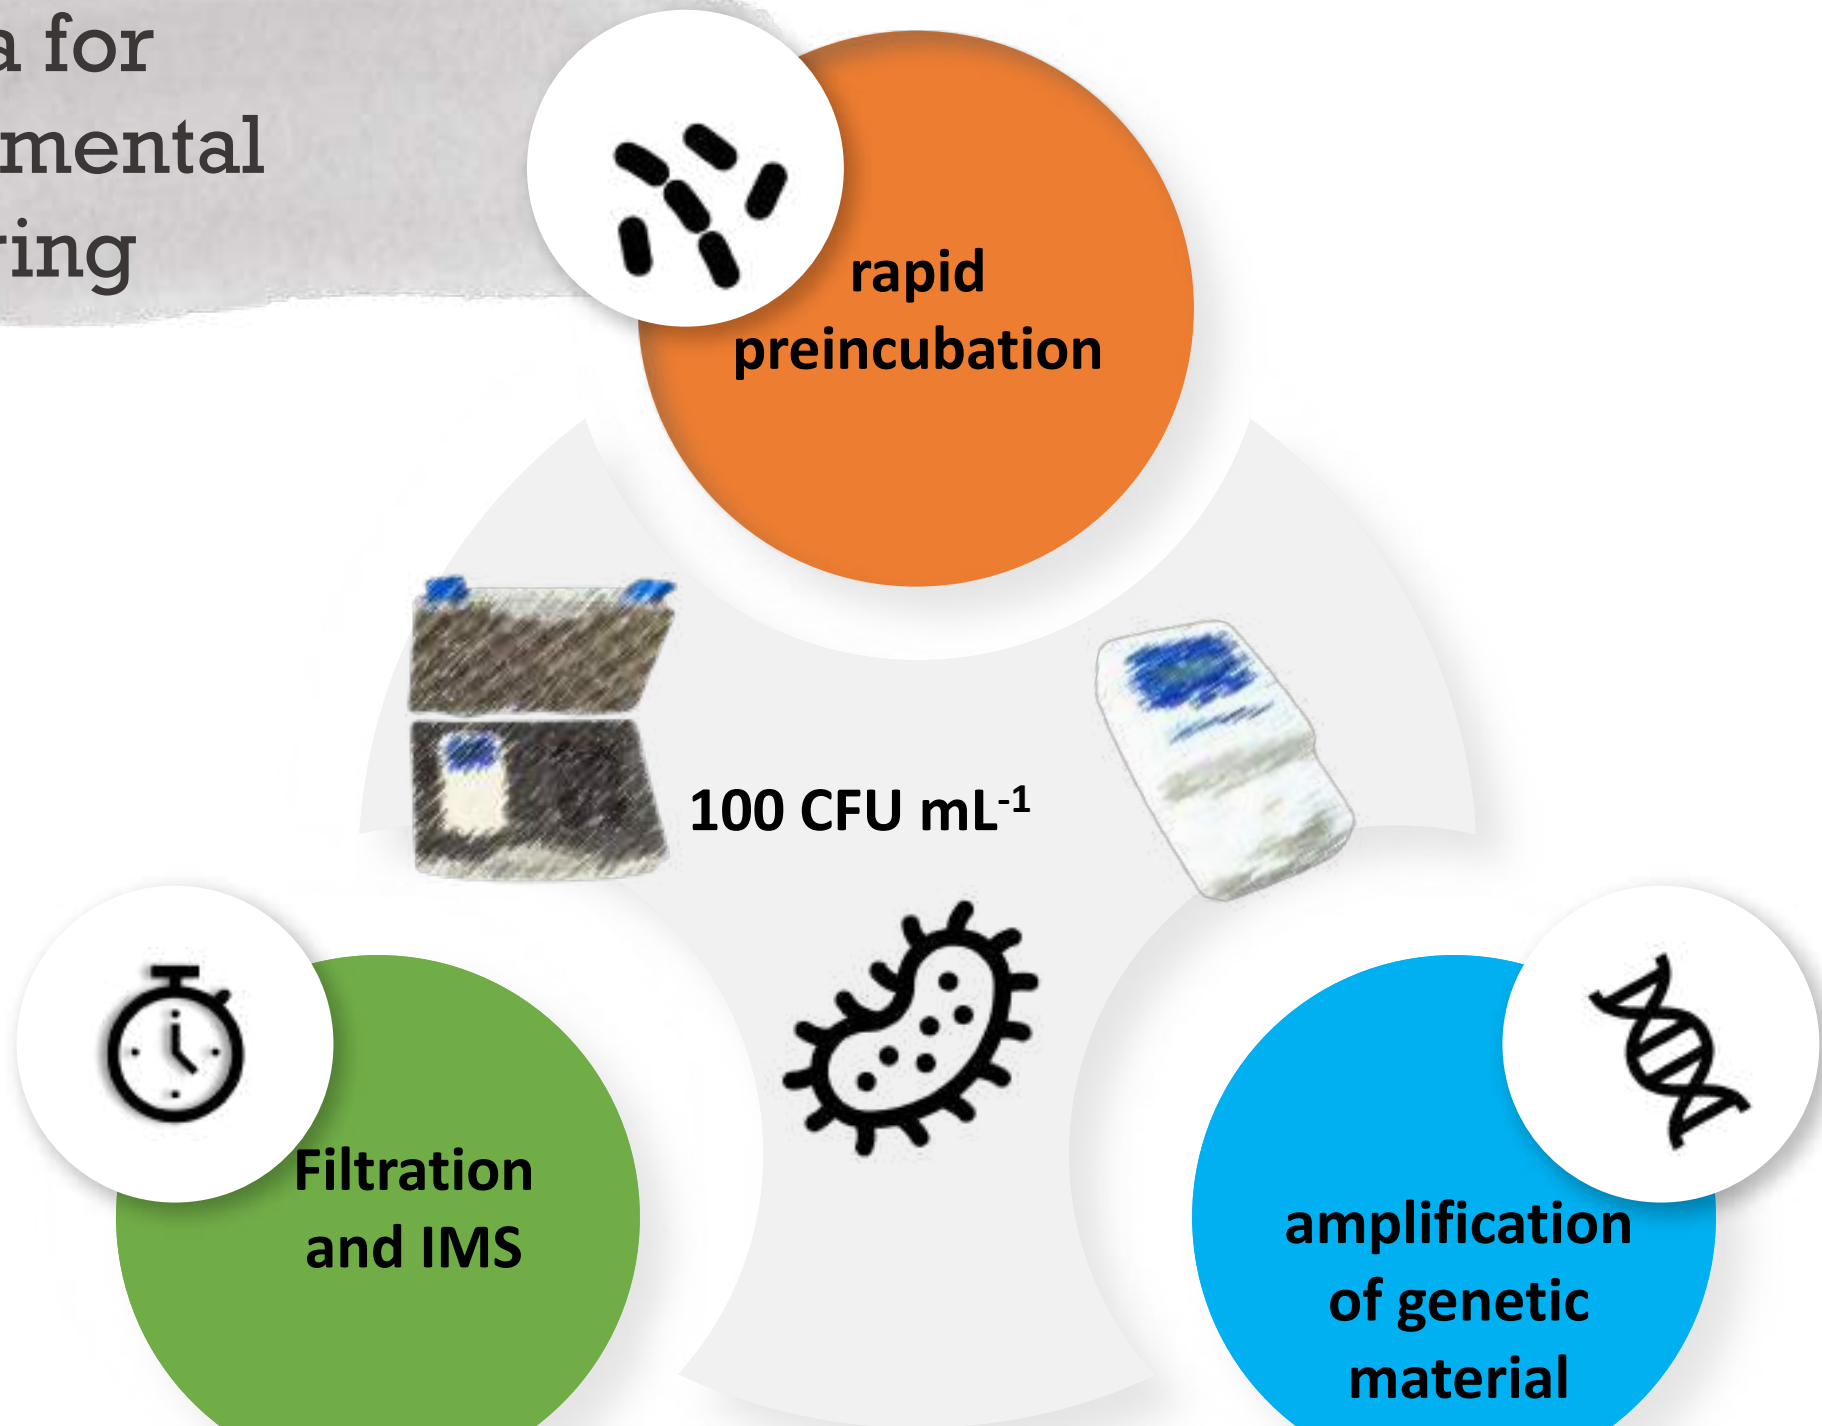 a for
mental
ring
rapid
preincubation
100 CFU mL⁻¹
Filtration
and IMS
amplification
of genetic
material